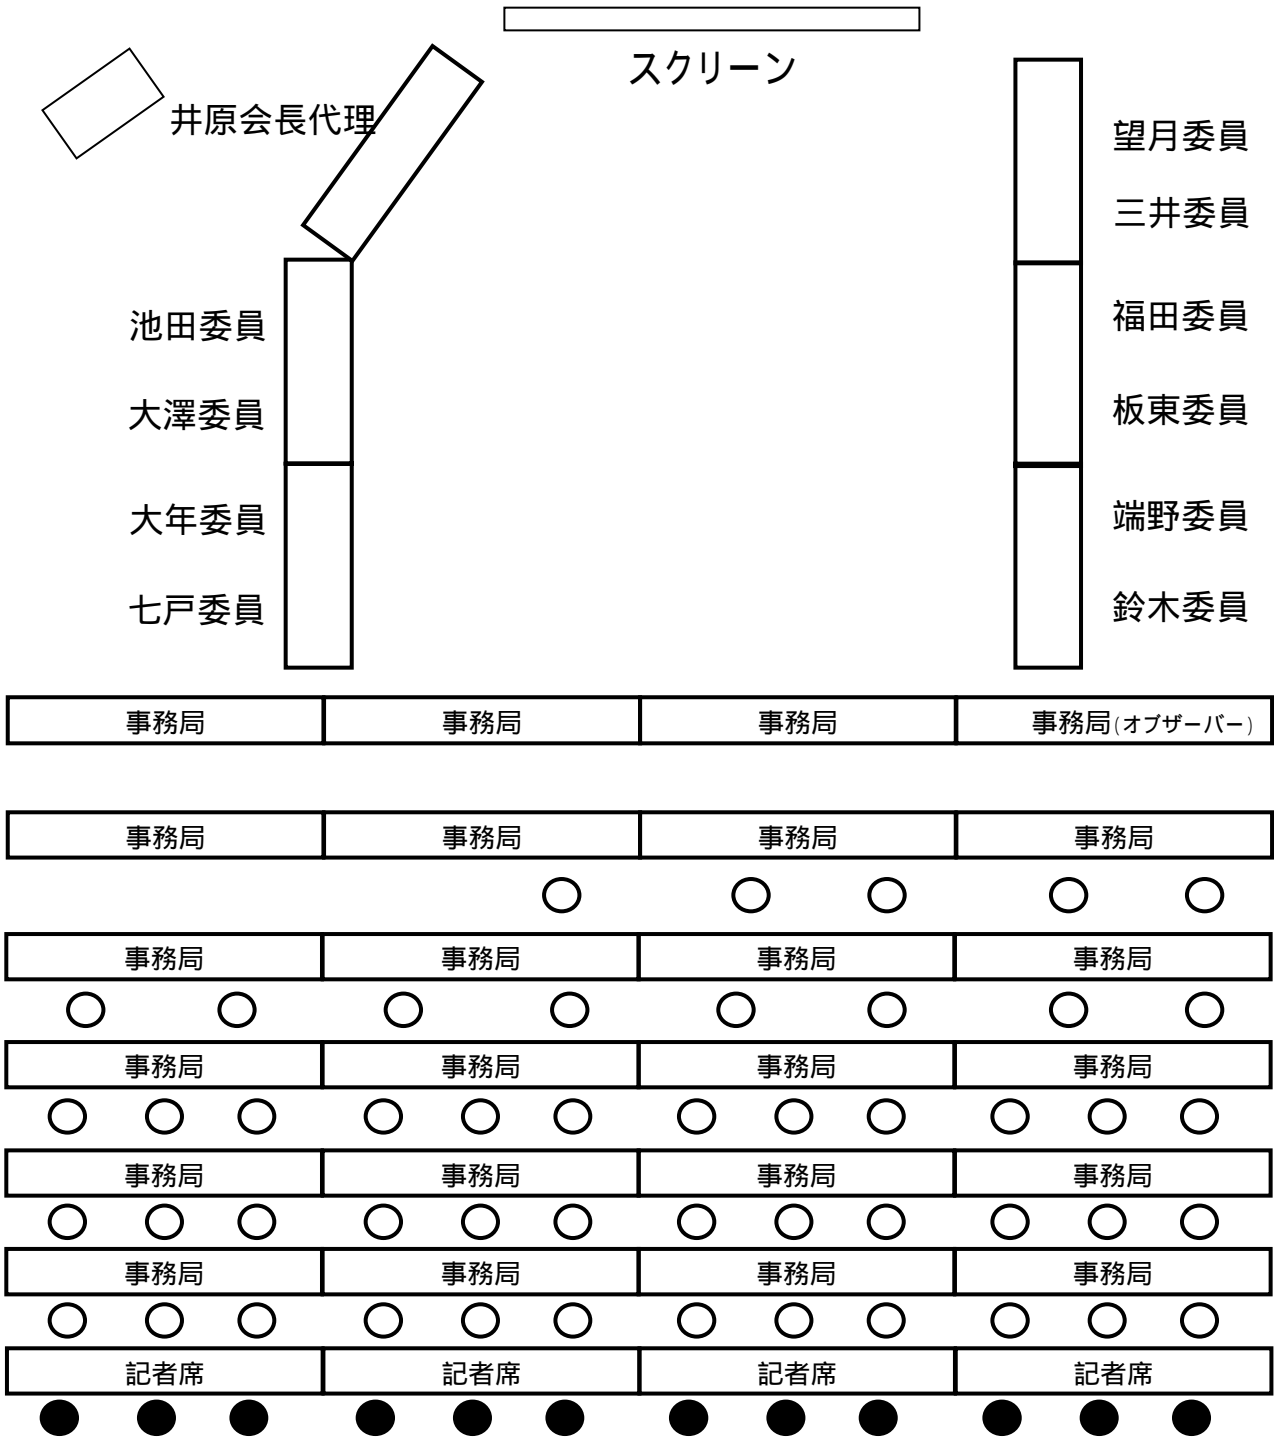 スクリーン
井原会長代理
望月委員
三井委員
池田委員
福田委員
大澤委員
板東委員
大年委員
端野委員
七戸委員
鈴木委員
事務局 事務局 事務局 事務局(オブザーバー)
事務局 事務局 事務局 事務局
事務局 事務局 事務局 事務局
事務局 事務局 事務局 事務局
事務局 事務局 事務局 事務局
事務局 事務局 事務局 事務局
記者席 記者席 記者席 記者席